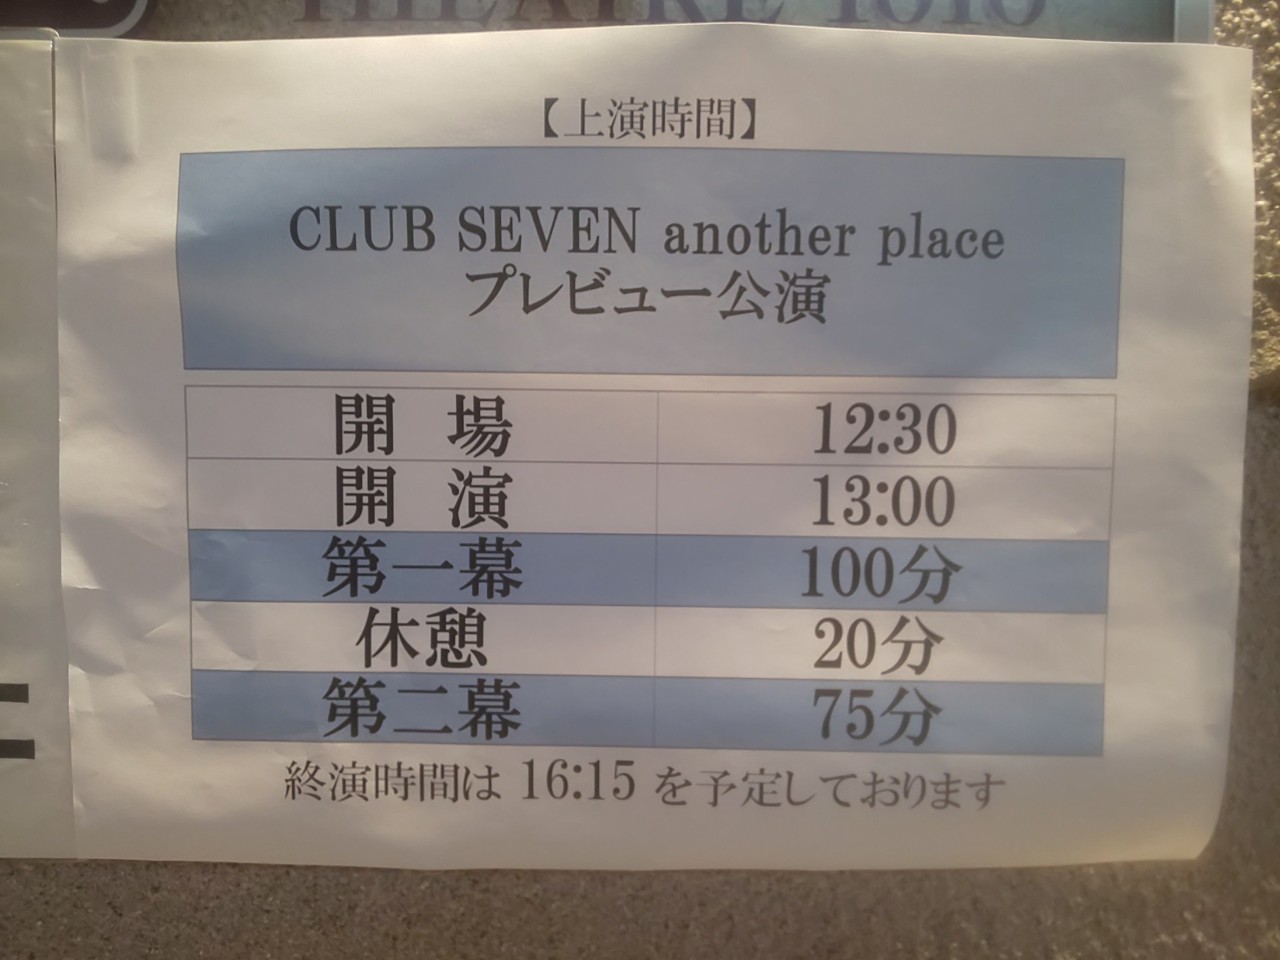 THEATRE 1010
【上演時間】
CLUB SEVEN another place
プレビュー公演
開 場 12:30
開 演 13:00
第一幕 100分
休憩 20分
第二幕 75分
終演時間は 16:15 を予定しております